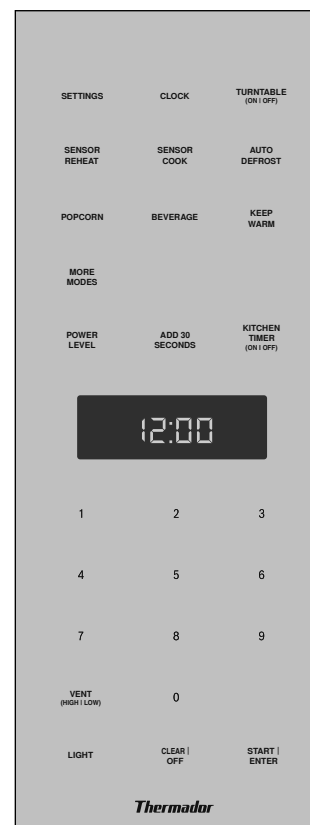 SETTINGS CLOCK TURNTABLE
(ON | OFF)
SENSOR SENSOR AUTO
REHEAT COOK DEFROST
POPCORN BEVERAGE KEEP
WARM
MORE
MODES
POWER ADD 30 KITCHEN
LEVEL SECONDS TIMER
(ON | OFF)
12:00
1 2 3
4 5 6
7 8 9
VENT 0
(HIGH | LOW)
LIGHT CLEAR | START |
OFF ENTER
Thermador